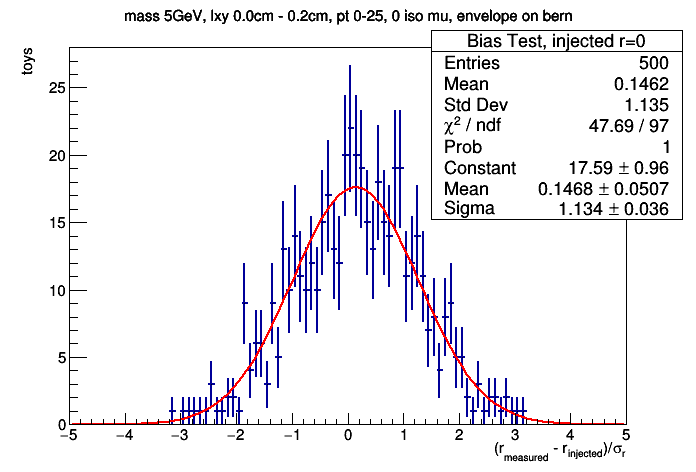 mass 5GeV, lxy 0.0cm - 0.2cm, pt 0-25, 0 iso mu, envelope on bern
Bias Test, injected r=0
Entries 500
Mean 0.1462
Std Dev 1.135
χ² / ndf 47.69 / 97
Prob 1
Constant 17.59 ± 0.96
Mean 0.1468 ± 0.0507
Sigma 1.134 ± 0.036
toys
25
20
15
10
5
0
−5 −4 −3 −2 −1 0 1 2 3 4 5
(r_measured - r_injected)/σ_r